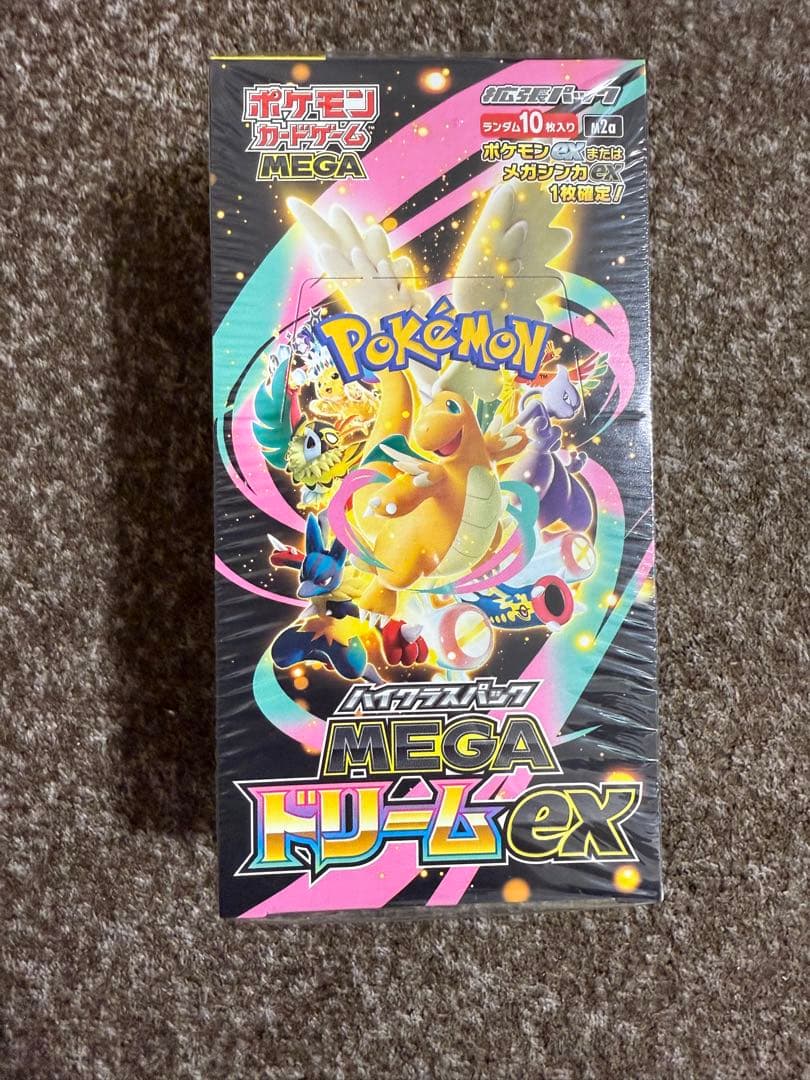 ポケモン
カードゲーム™
MEGA
拡張パック
ランダム10枚入り M2a
ポケモンexまたは
メガシンカex
1枚確定!
POKéMON™
ハイクラスパック
MEGA
ドリームex